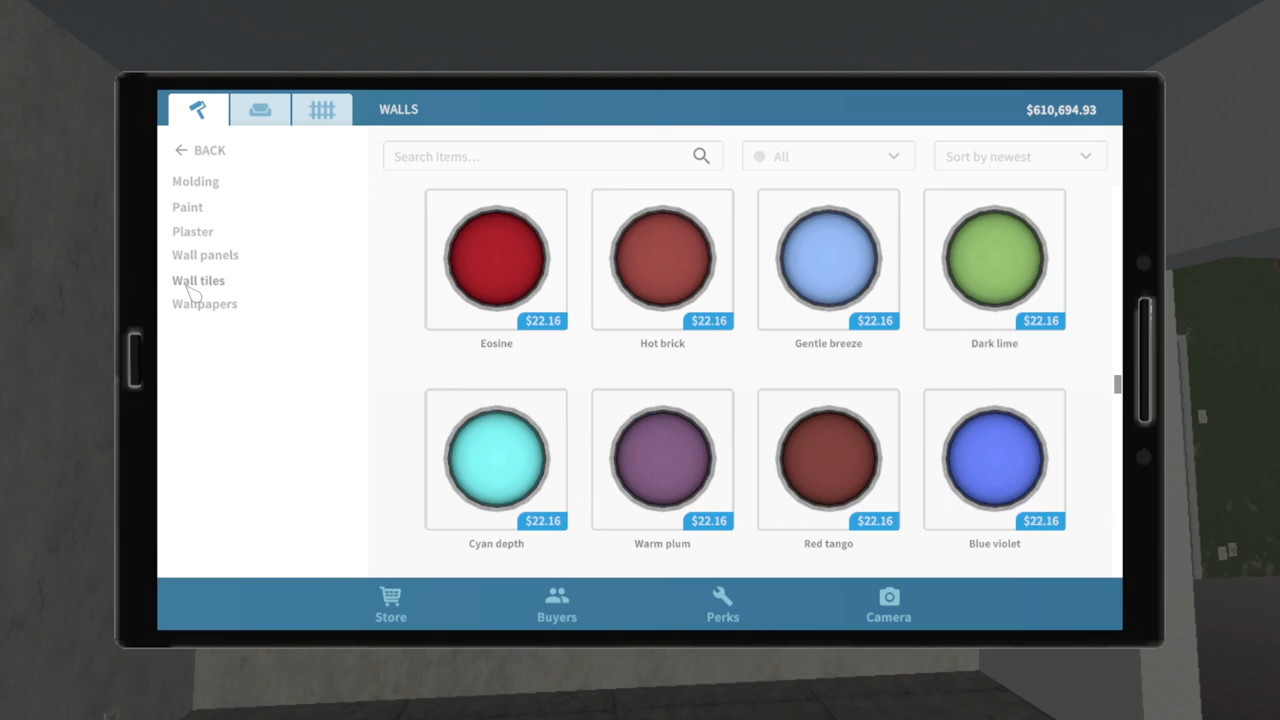 WALLS
$610,694.93
BACK
Molding
Paint
Plaster
Wall panels
Wall tiles
Wallpapers
Search items...
All
Sort by newest
$22.16 $22.16 $22.16 $22.16
Eosine Hot brick Gentle breeze Dark lime
$22.16 $22.16 $22.16 $22.16
Cyan depth Warm plum Red tango Blue violet
Store Buyers Perks Camera